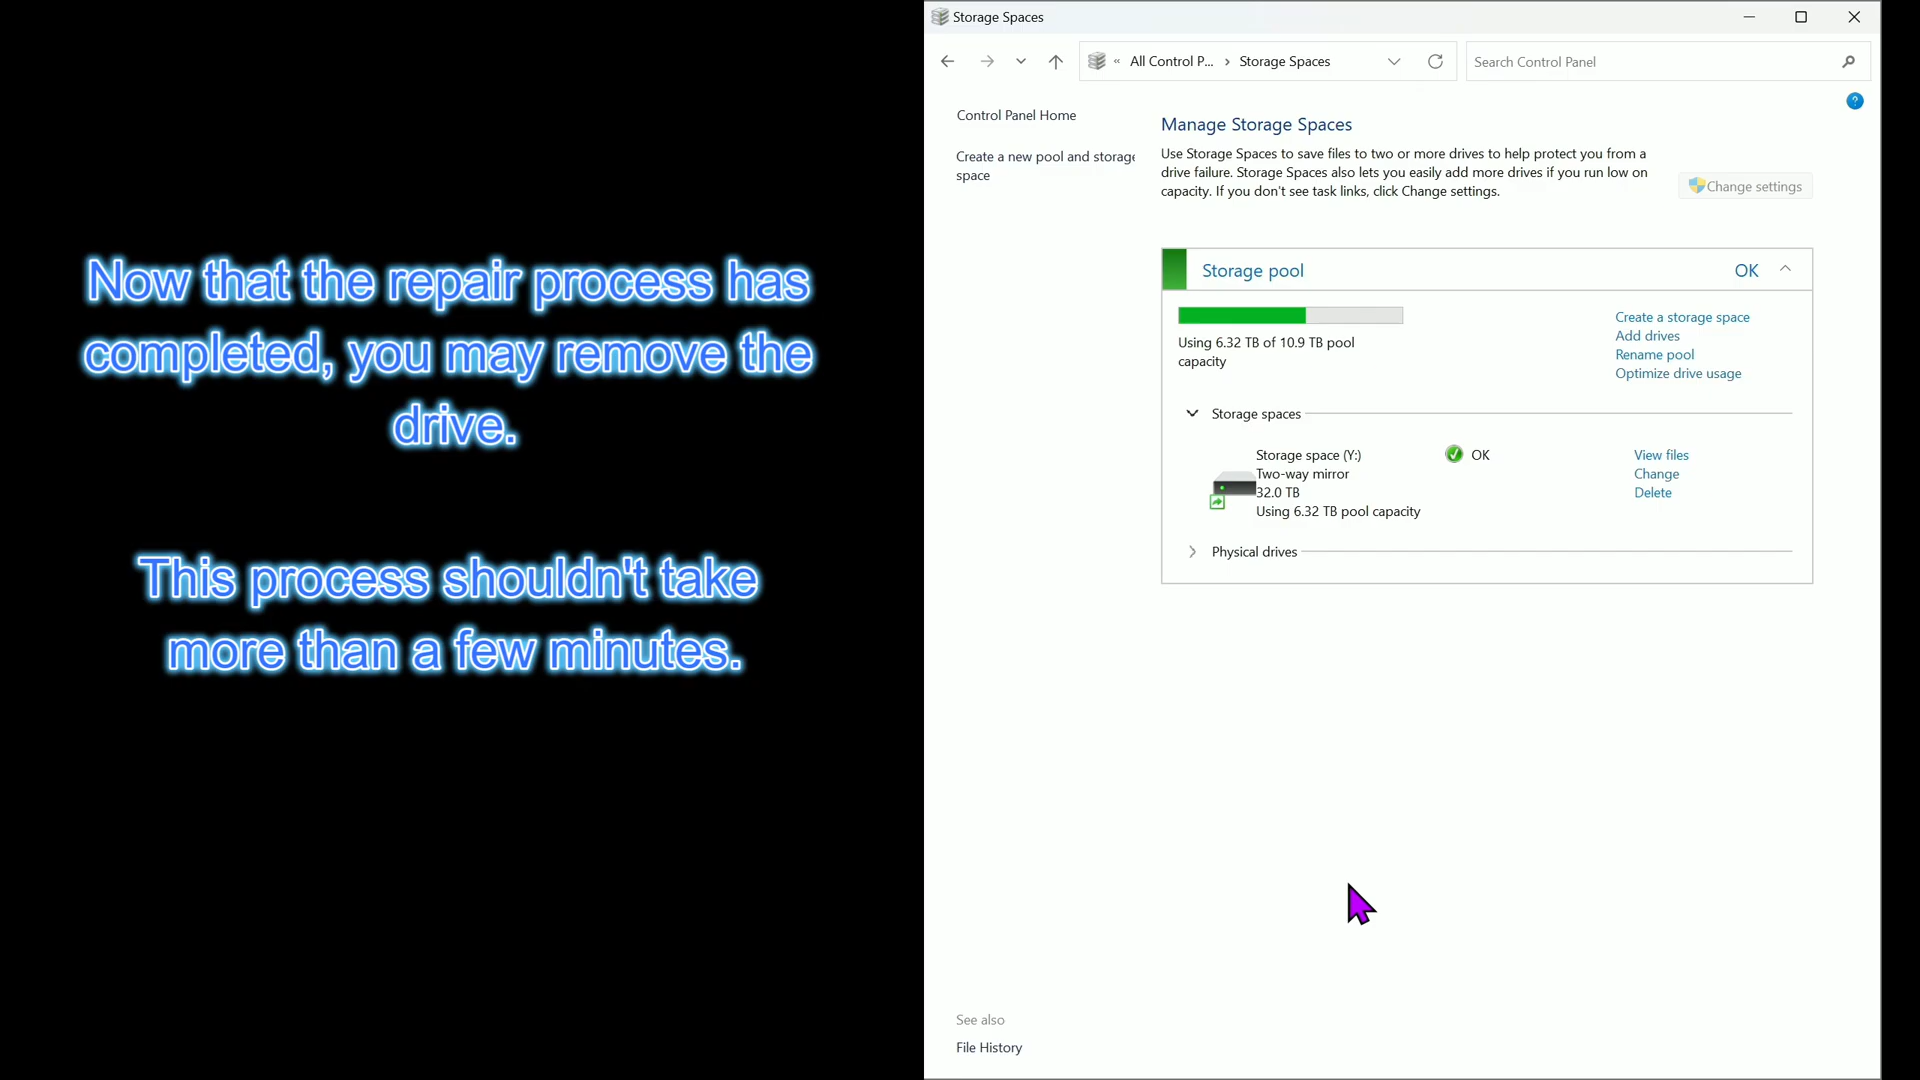 Now that the repair process has
completed, you may remove the
drive.
This process shouldn't take
more than a few minutes.
Storage Spaces
« All Control P... › Storage Spaces
Search Control Panel
?
Control Panel Home
Create a new pool and storage
space
Manage Storage Spaces
Use Storage Spaces to save files to two or more drives to help protect you from a
drive failure. Storage Spaces also lets you easily add more drives if you run low on
capacity. If you don't see task links, click Change settings.
Change settings
Storage pool OK
Using 6.32 TB of 10.9 TB pool
capacity
Create a storage space
Add drives
Rename pool
Optimize drive usage
Storage spaces
Storage space (Y:)
Two-way mirror
32.0 TB
Using 6.32 TB pool capacity
OK
View files
Change
Delete
Physical drives
See also
File History